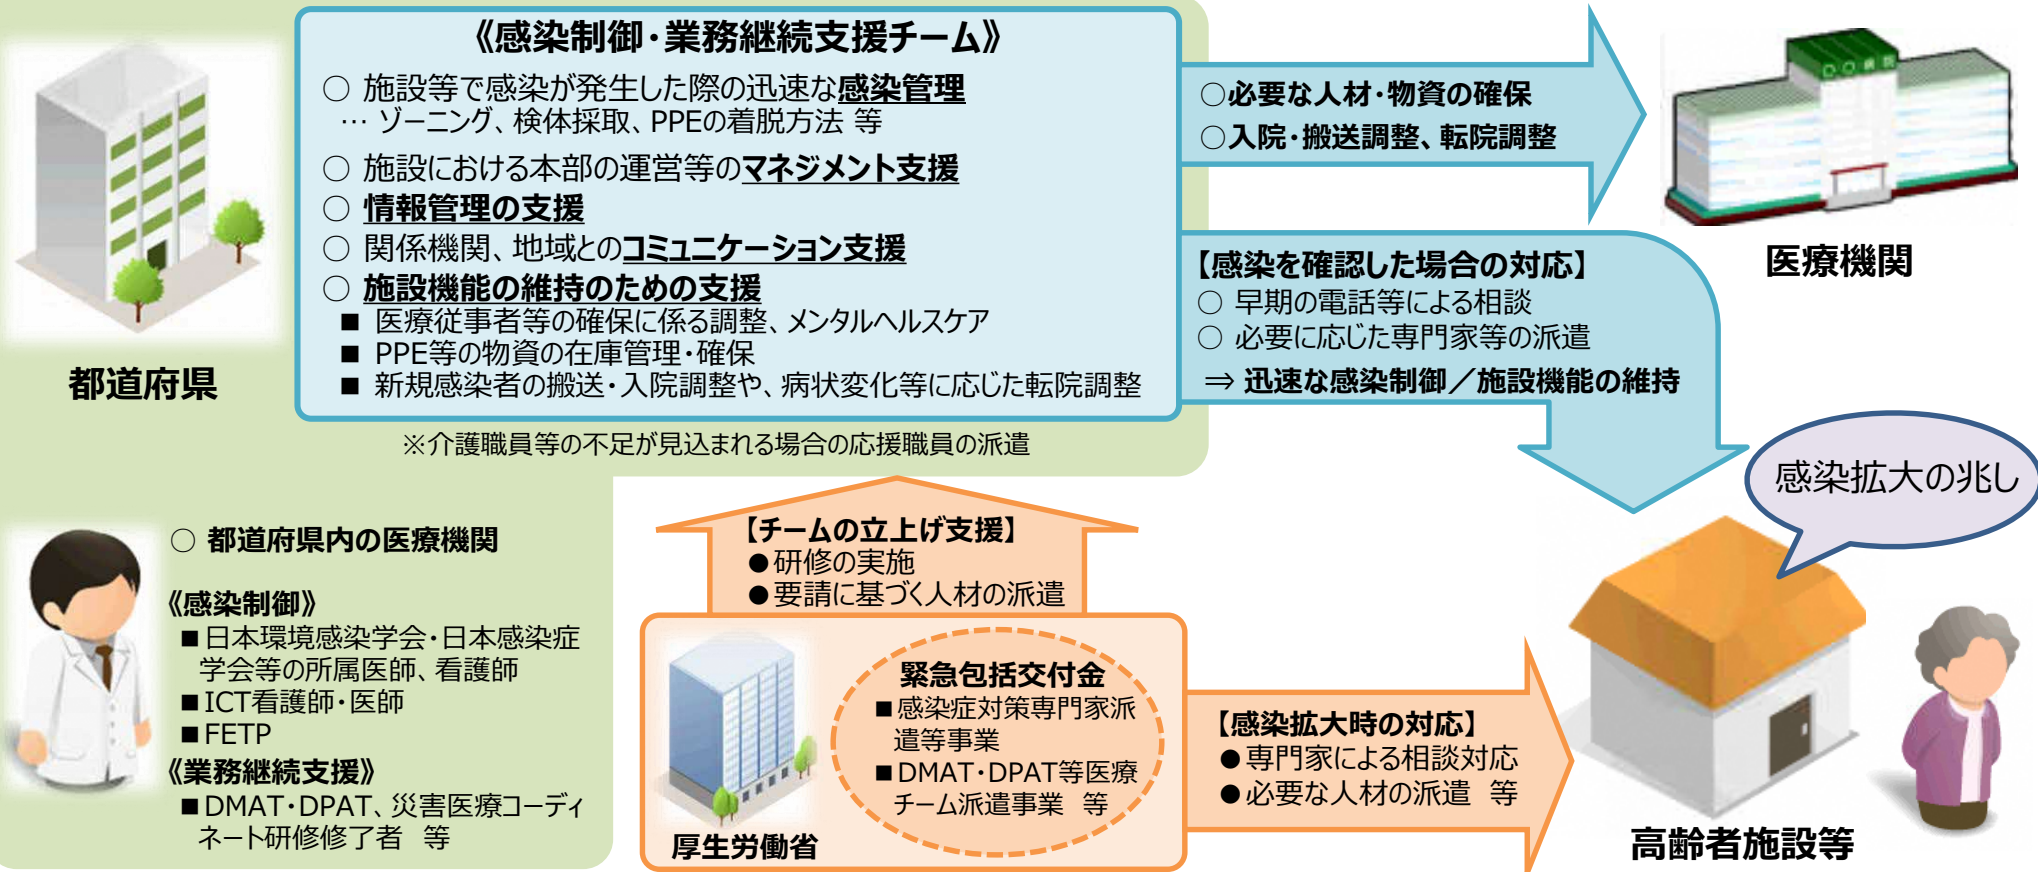 《感染制御・業務継続支援チーム》
○ 施設等で感染が発生した際の迅速な感染管理
… ゾーニング、検体採取、PPEの着脱方法 等
○ 施設における本部の運営等のマネジメント支援
○ 情報管理の支援
○ 関係機関、地域とのコミュニケーション支援
○ 施設機能の維持のための支援
■ 医療従事者等の確保に係る調整、メンタルヘルスケア
■ PPE等の物資の在庫管理・確保
■ 新規感染者の搬送・入院調整や、病状変化等に応じた転院調整
※介護職員等の不足が見込まれる場合の応援職員の派遣
都道府県
○ 都道府県内の医療機関
《感染制御》
■日本環境感染学会・日本感染症
学会等の所属医師、看護師
■ICT看護師・医師
■FETP
《業務継続支援》
■DMAT・DPAT、災害医療コーディ
ネート研修修了者 等
○必要な人材・物資の確保
○入院・搬送調整、転院調整
○○病院
医療機関
【感染を確認した場合の対応】
○ 早期の電話等による相談
○ 必要に応じた専門家等の派遣
⇒ 迅速な感染制御／施設機能の維持
感染拡大の兆し
【チームの立上げ支援】
●研修の実施
●要請に基づく人材の派遣
緊急包括交付金
■感染症対策専門家派
遣等事業
■DMAT・DPAT等医療
チーム派遣事業 等
厚生労働省
【感染拡大時の対応】
●専門家による相談対応
●必要な人材の派遣 等
高齢者施設等